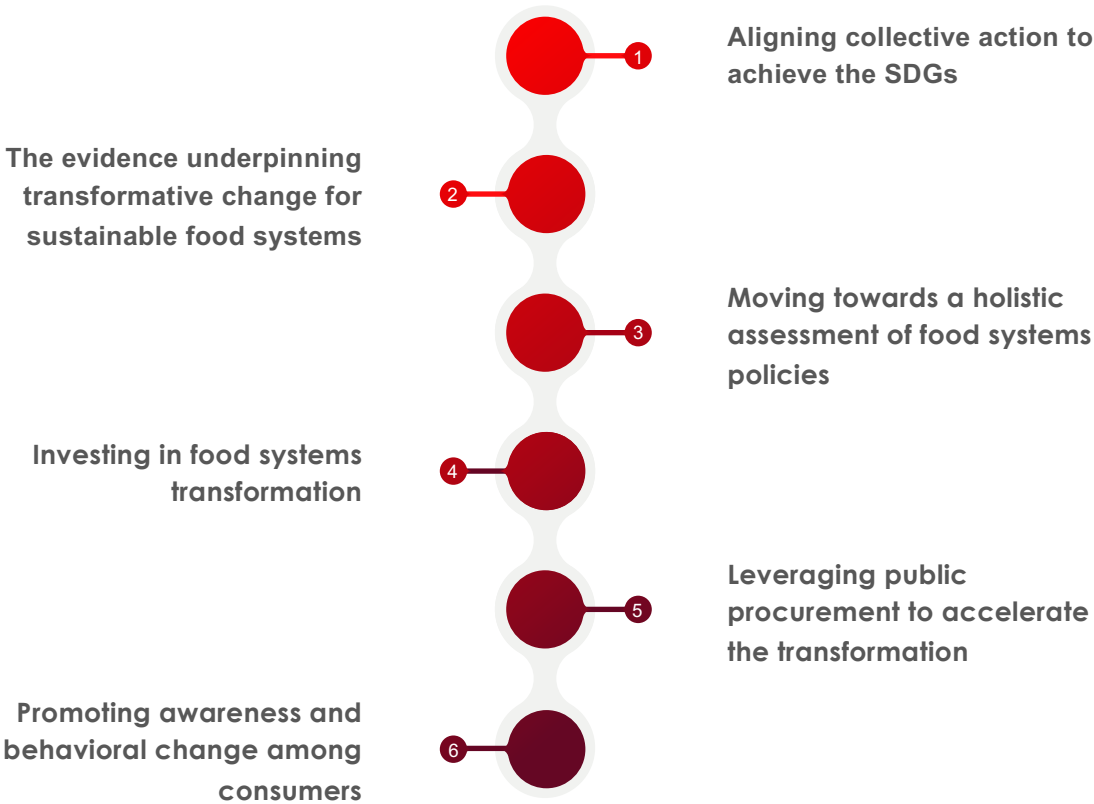 1
Aligning collective action to
achieve the SDGs
The evidence underpinning
transformative change for
sustainable food systems
2
3
Moving towards a holistic
assessment of food systems
policies
Investing in food systems
transformation
4
5
Leveraging public
procurement to accelerate
the transformation
Promoting awareness and
behavioral change among
consumers
6